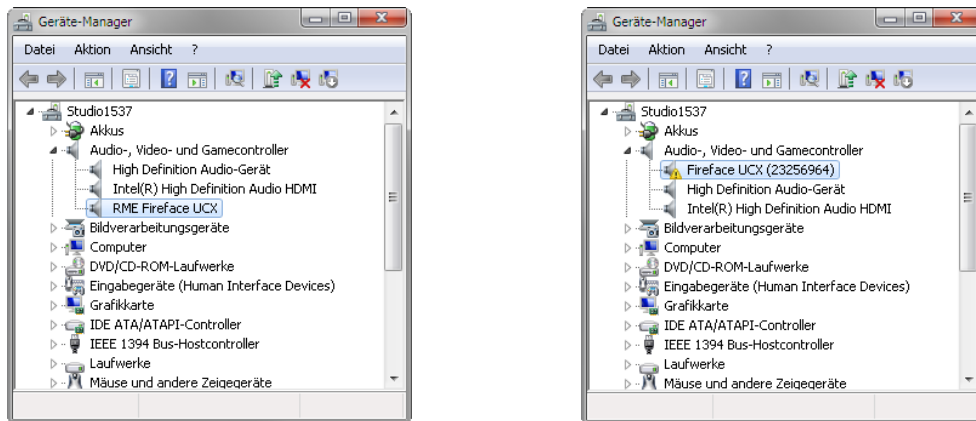 Geräte-Manager
Datei Aktion Ansicht ?
Studio1537
Akkus
Audio-, Video- und Gamecontroller
High Definition Audio-Gerät
Intel(R) High Definition Audio HDMI
RME Fireface UCX
Bildverarbeitungsgeräte
Computer
DVD/CD-ROM-Laufwerke
Eingabegeräte (Human Interface Devices)
Grafikkarte
IDE ATA/ATAPI-Controller
IEEE 1394 Bus-Hostcontroller
Laufwerke
Mäuse und andere Zeigegeräte
Geräte-Manager
Datei Aktion Ansicht ?
Studio1537
Akkus
Audio-, Video- und Gamecontroller
Fireface UCX (23256964)
High Definition Audio-Gerät
Intel(R) High Definition Audio HDMI
Bildverarbeitungsgeräte
Computer
DVD/CD-ROM-Laufwerke
Eingabegeräte (Human Interface Devices)
Grafikkarte
IDE ATA/ATAPI-Controller
IEEE 1394 Bus-Hostcontroller
Laufwerke
Mäuse und andere Zeigegeräte